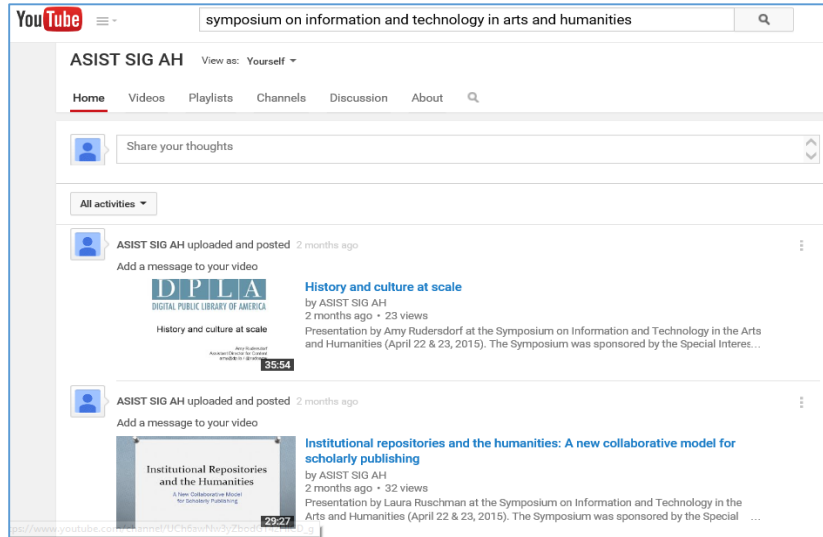 YouTube
symposium on information and technology in arts and humanities
ASIST SIG AH View as: Yourself
Home Videos Playlists Channels Discussion About
Share your thoughts
All activities
ASIST SIG AH uploaded and posted 2 months ago
Add a message to your video
DPLA
DIGITAL PUBLIC LIBRARY OF AMERICA
History and culture at scale
Amy Rudersdorf
Assistant Director for Content
35:54
History and culture at scale
by ASIST SIG AH
2 months ago • 23 views
Presentation by Amy Rudersdorf at the Symposium on Information and Technology in the Arts
and Humanities (April 22 & 23, 2015). The Symposium was sponsored by the Special Interes...
ASIST SIG AH uploaded and posted 2 months ago
Add a message to your video
Institutional Repositories
and the Humanities
A New Collaborative Model
for Scholarly Publishing
29:27
Institutional repositories and the humanities: A new collaborative model for
scholarly publishing
by ASIST SIG AH
2 months ago • 32 views
Presentation by Laura Ruschman at the Symposium on Information and Technology in the
Arts and Humanities (April 22 & 23, 2015). The Symposium was sponsored by the Special ...